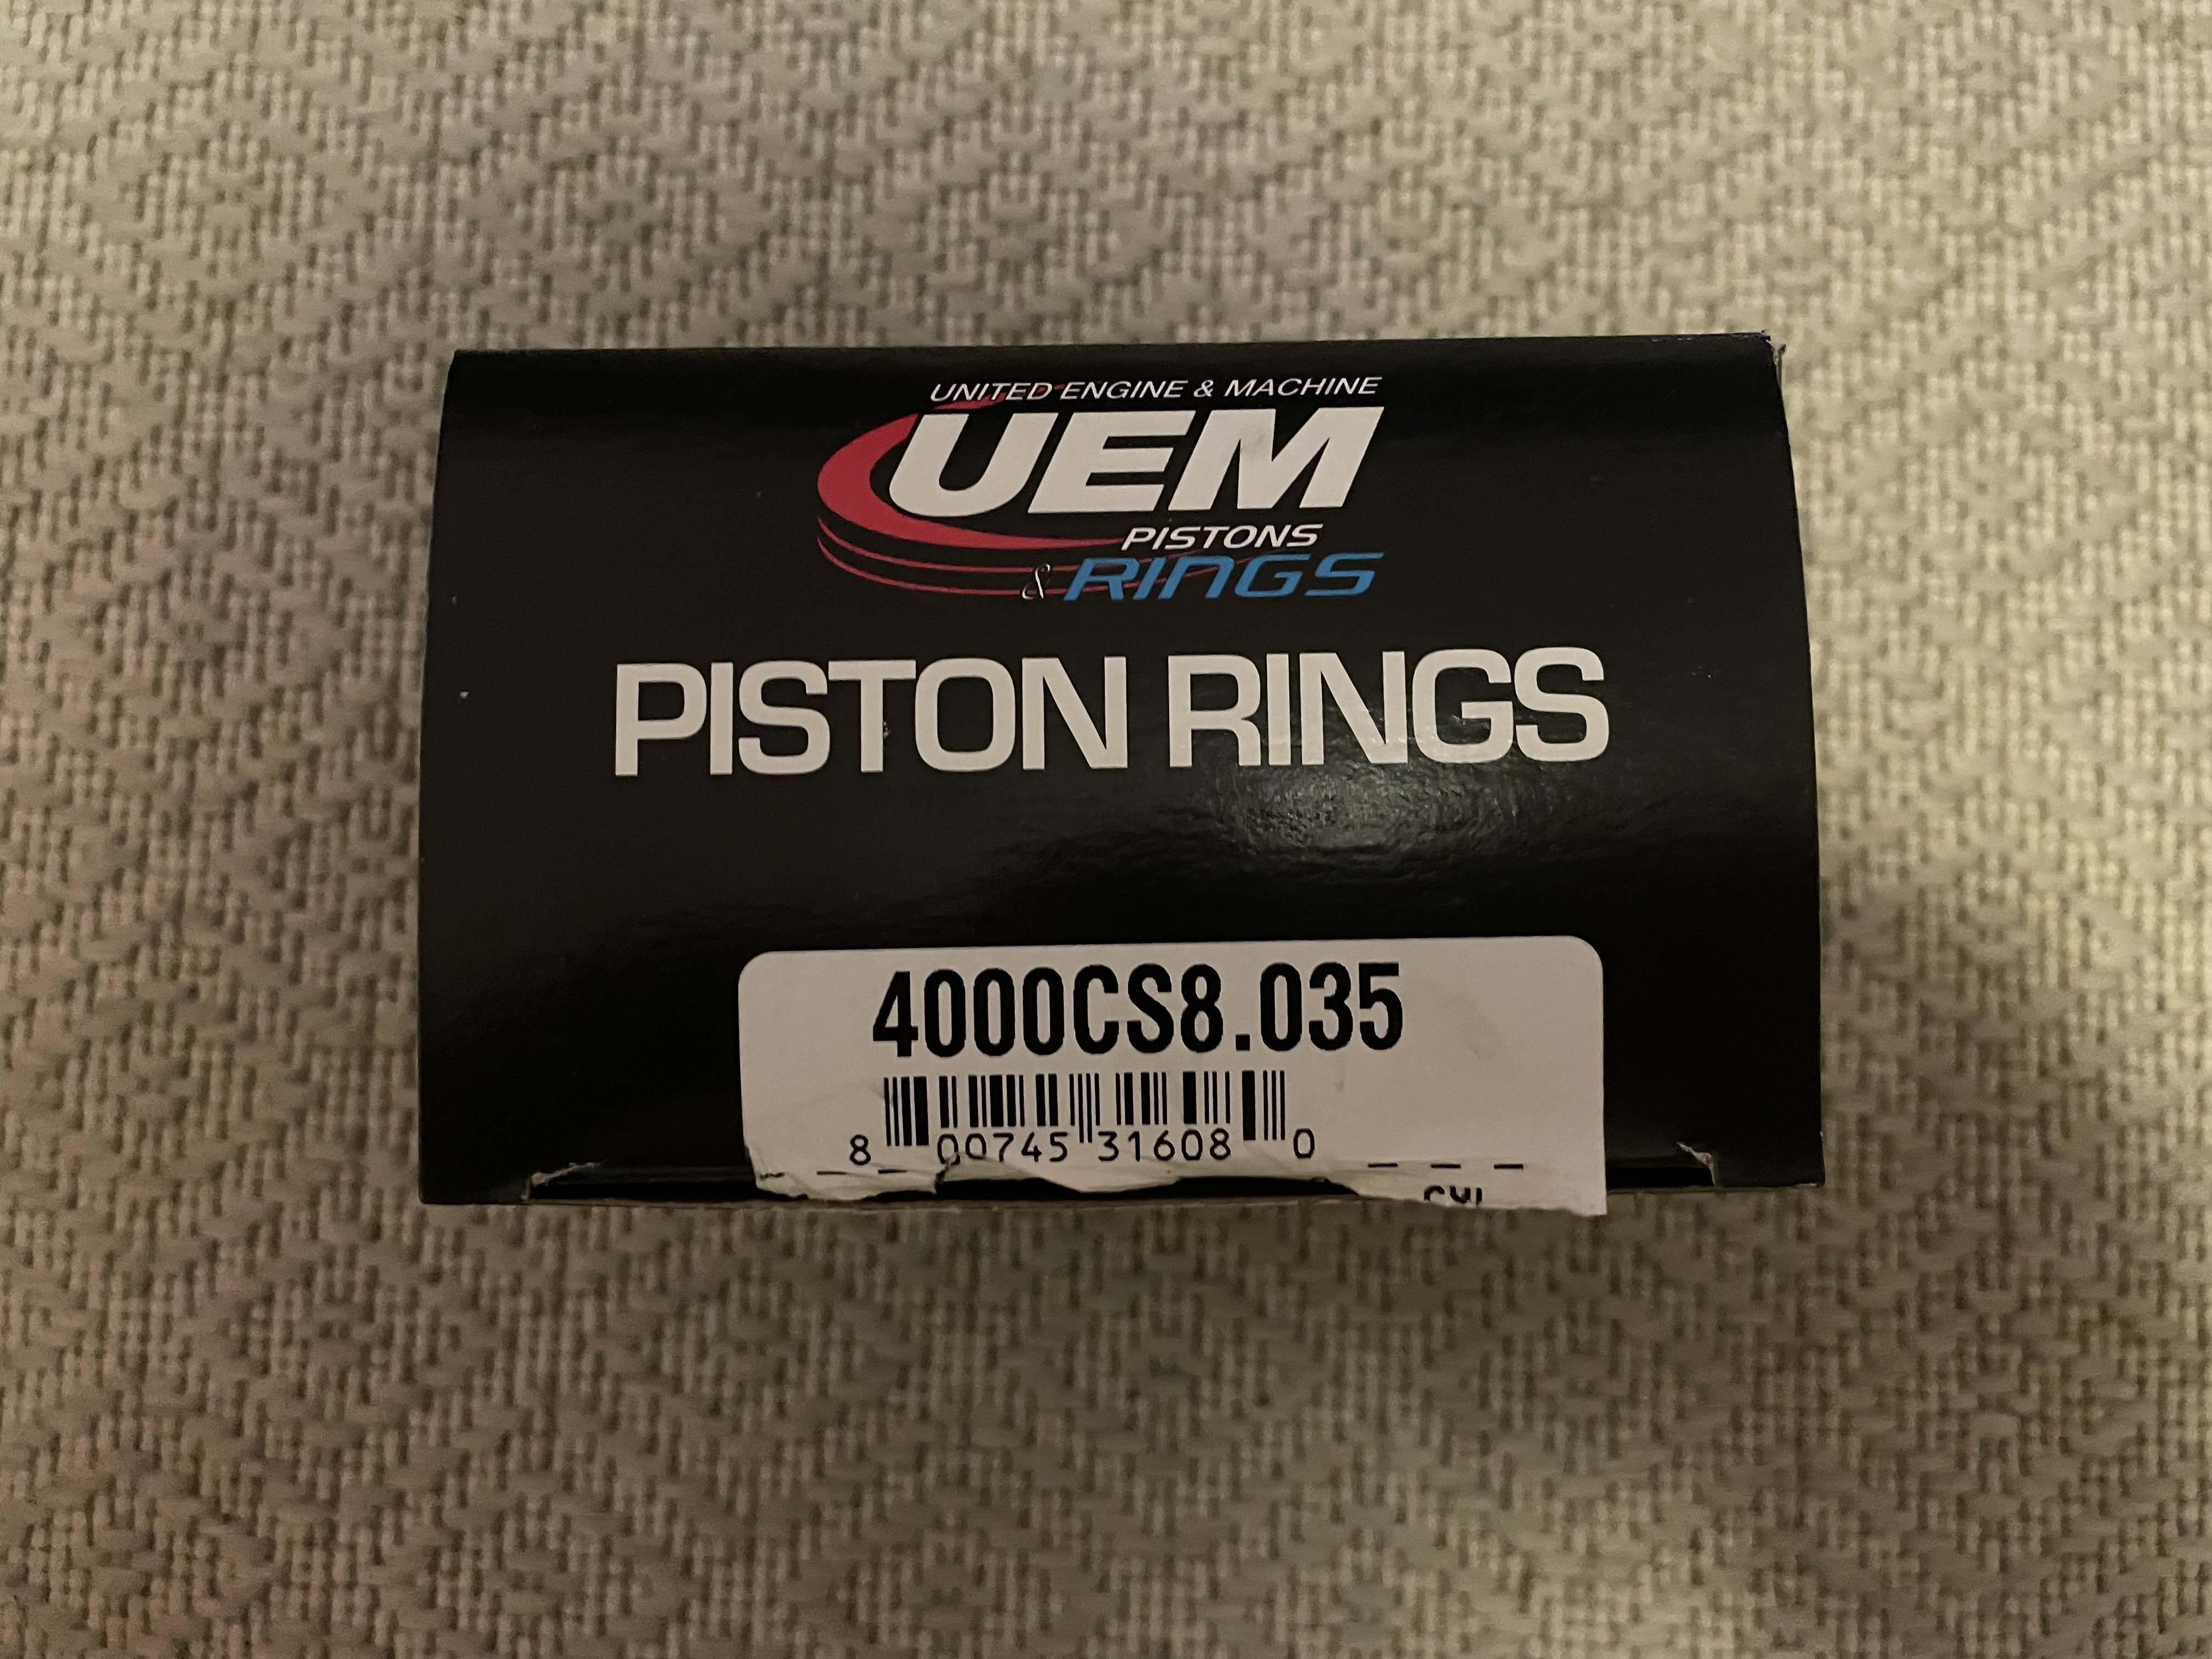 UNITED ENGINE & MACHINE
UEM
PISTONS
& RINGS
PISTON RINGS
4000CS8.035
8 00745 31608 0